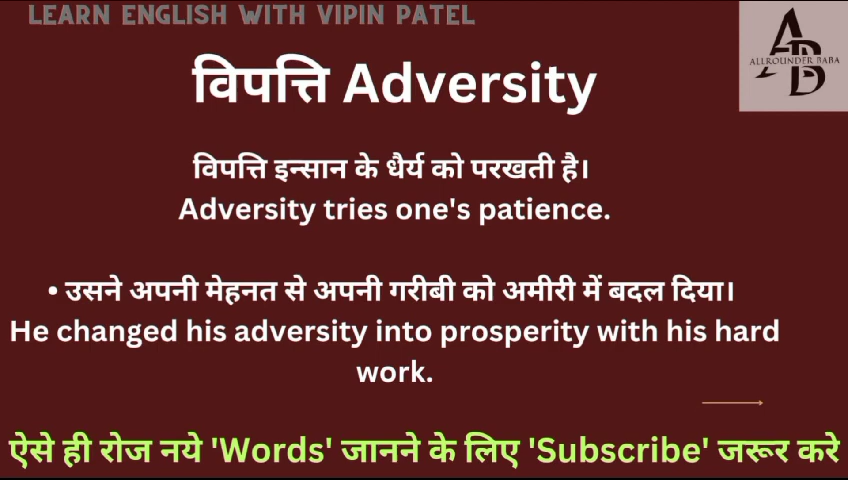 LEARN ENGLISH WITH VIPIN PATEL
ALLROUNDER BABA
विपत्ति Adversity
विपत्ति इन्सान के धैर्य को परखती है।
Adversity tries one's patience.
• उसने अपनी मेहनत से अपनी गरीबी को अमीरी में बदल दिया।
He changed his adversity into prosperity with his hard
work.
ऐसे ही रोज नये 'Words' जानने के लिए 'Subscribe' जरूर करे